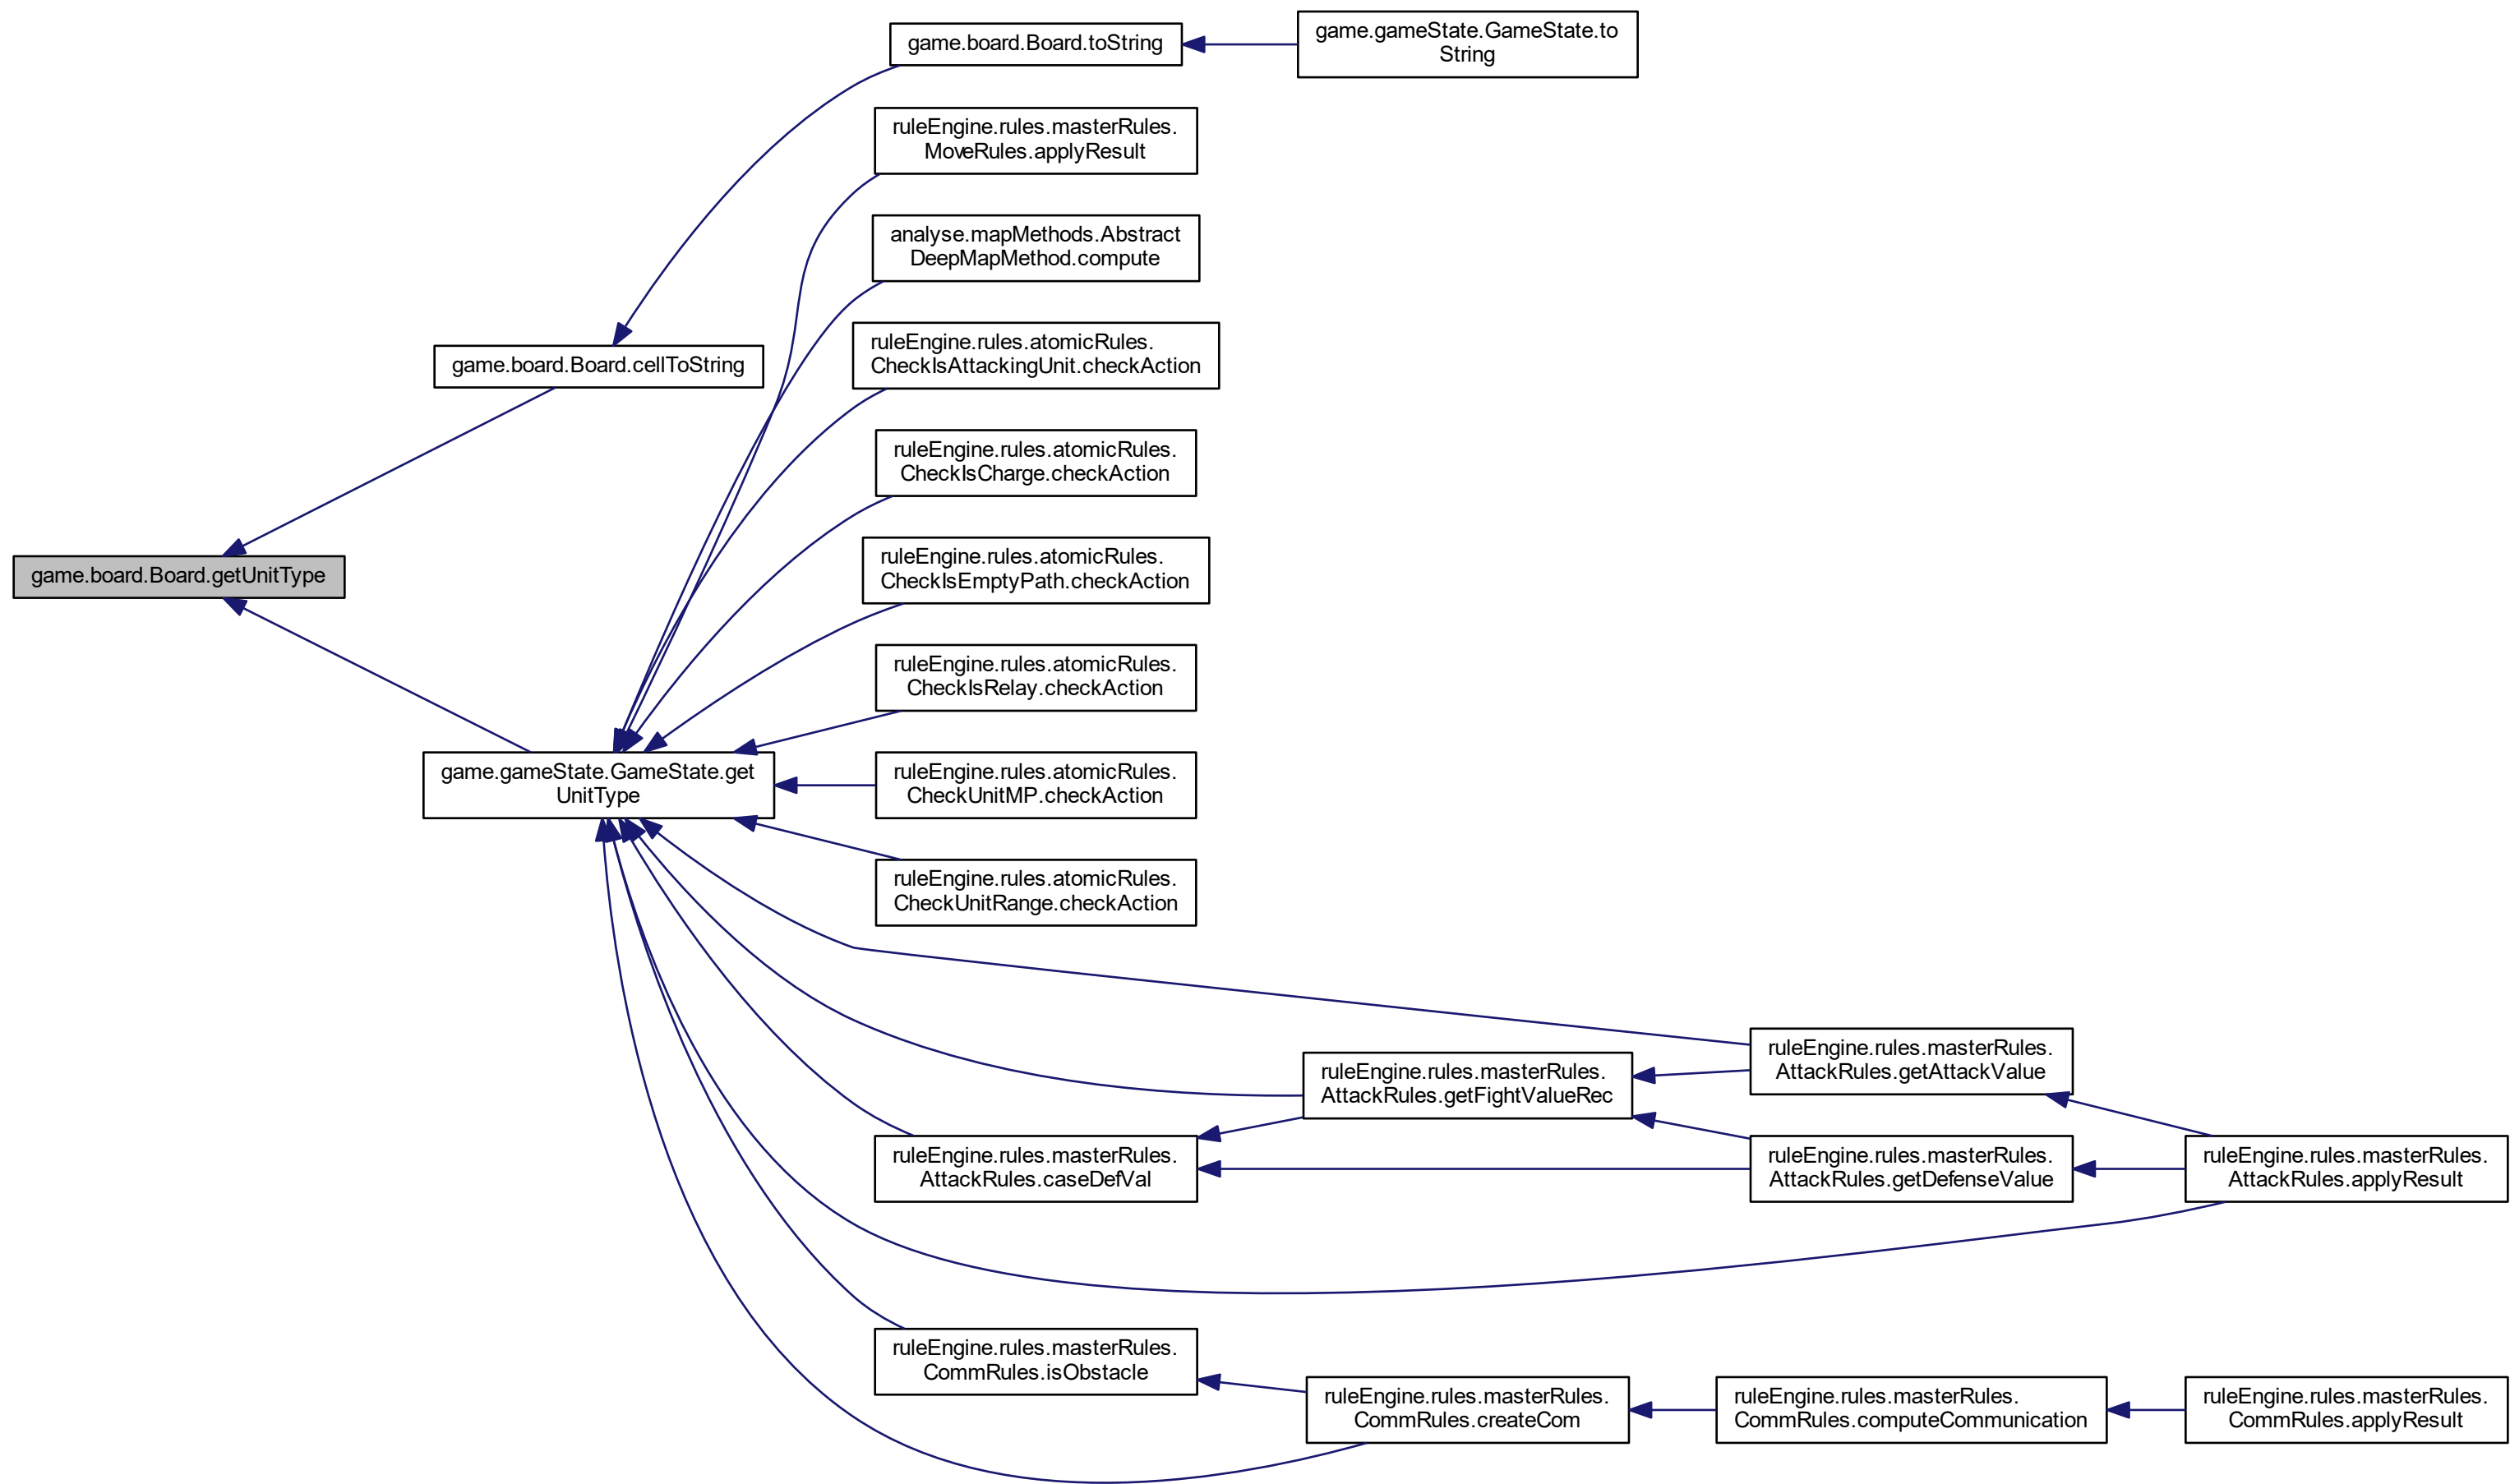 game.board.Board.toString
game.gameState.GameState.to
String
ruleEngine.rules.masterRules.
MoveRules.applyResult
analyse.mapMethods.Abstract
DeepMapMethod.compute
ruleEngine.rules.atomicRules.
CheckIsAttackingUnit.checkAction
game.board.Board.cellToString
ruleEngine.rules.atomicRules.
CheckIsCharge.checkAction
game.board.Board.getUnitType
ruleEngine.rules.atomicRules.
CheckIsEmptyPath.checkAction
ruleEngine.rules.atomicRules.
CheckIsRelay.checkAction
game.gameState.GameState.get
UnitType
ruleEngine.rules.atomicRules.
CheckUnitMP.checkAction
ruleEngine.rules.atomicRules.
CheckUnitRange.checkAction
ruleEngine.rules.masterRules.
AttackRules.getAttackValue
ruleEngine.rules.masterRules.
AttackRules.getFightValueRec
ruleEngine.rules.masterRules.
AttackRules.caseDefVal
ruleEngine.rules.masterRules.
AttackRules.getDefenseValue
ruleEngine.rules.masterRules.
AttackRules.applyResult
ruleEngine.rules.masterRules.
CommRules.isObstacle
ruleEngine.rules.masterRules.
CommRules.createCom
ruleEngine.rules.masterRules.
CommRules.computeCommunication
ruleEngine.rules.masterRules.
CommRules.applyResult